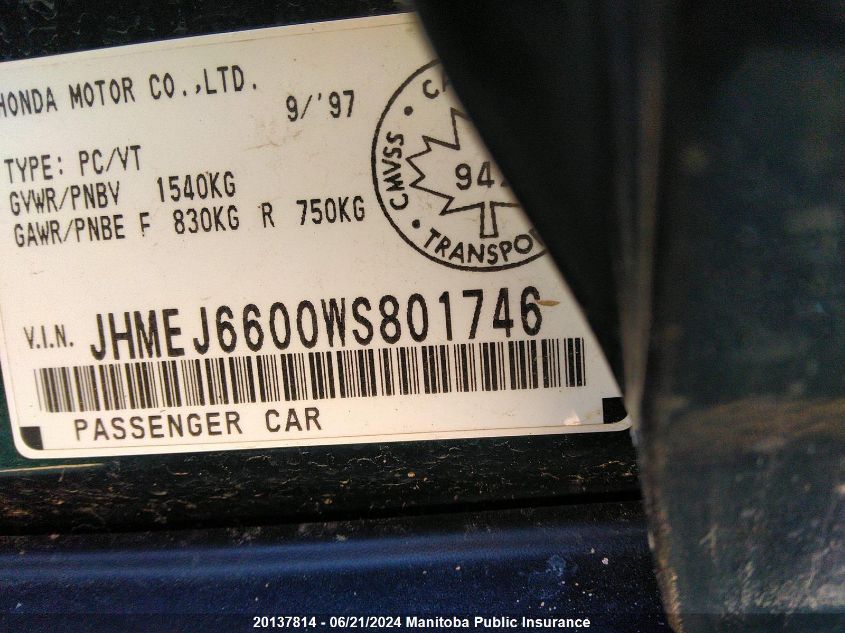 HONDA MOTOR CO.,LTD.
9/'97
TYPE: PC/VT
GVWR/PNBV 1540KG
GAWR/PNBE F 830KG R 750KG
CMVSS
TRANSPO
V.I.N. JHMEJ6600WS801746
PASSENGER CAR
20137814 - 06/21/2024 Manitoba Public Insurance